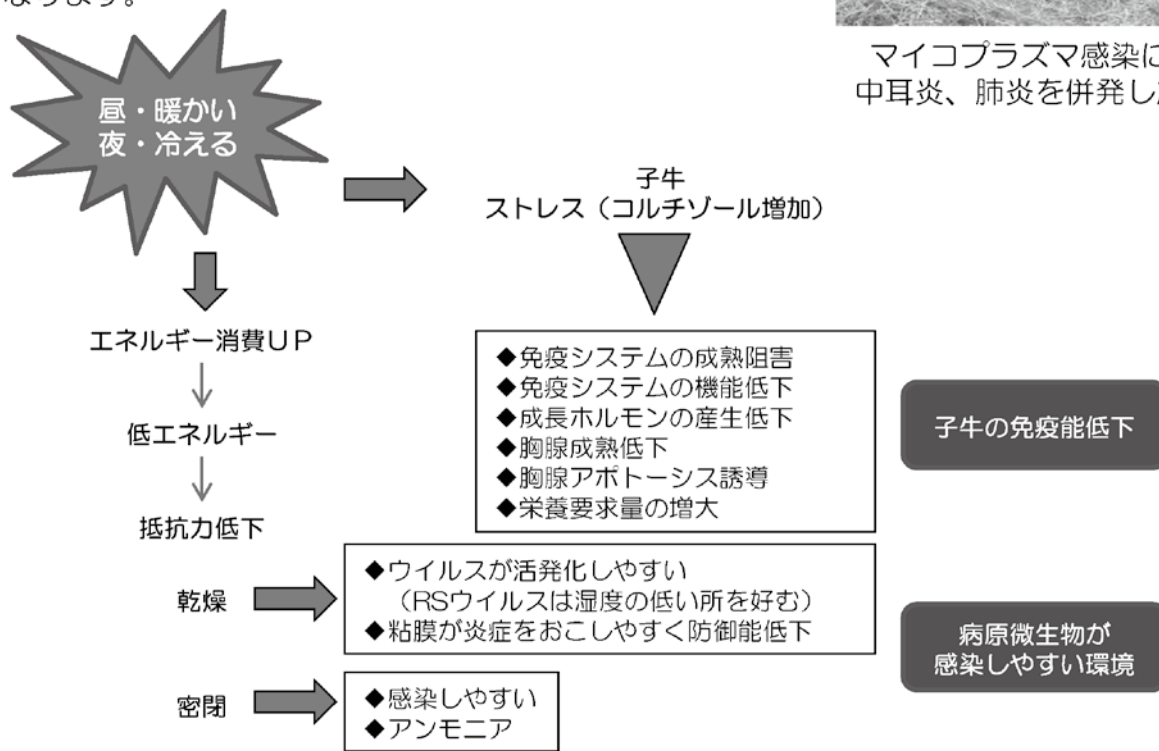 なります。
マイコプラズマ感染に
中耳炎、肺炎を併発し
昼・暖かい
夜・冷える
子牛
ストレス（コルチゾール増加）
エネルギー消費ＵＰ
低エネルギー
抵抗力低下
◆免疫システムの成熟阻害
◆免疫システムの機能低下
◆成長ホルモンの産生低下
◆胸腺成熟低下
◆胸腺アポトーシス誘導
◆栄養要求量の増大
子牛の免疫能低下
乾燥
◆ウイルスが活発化しやすい
（RSウイルスは湿度の低い所を好む）
◆粘膜が炎症をおこしやすく防御能低下
病原微生物が
感染しやすい環境
密閉
◆感染しやすい
◆アンモニア